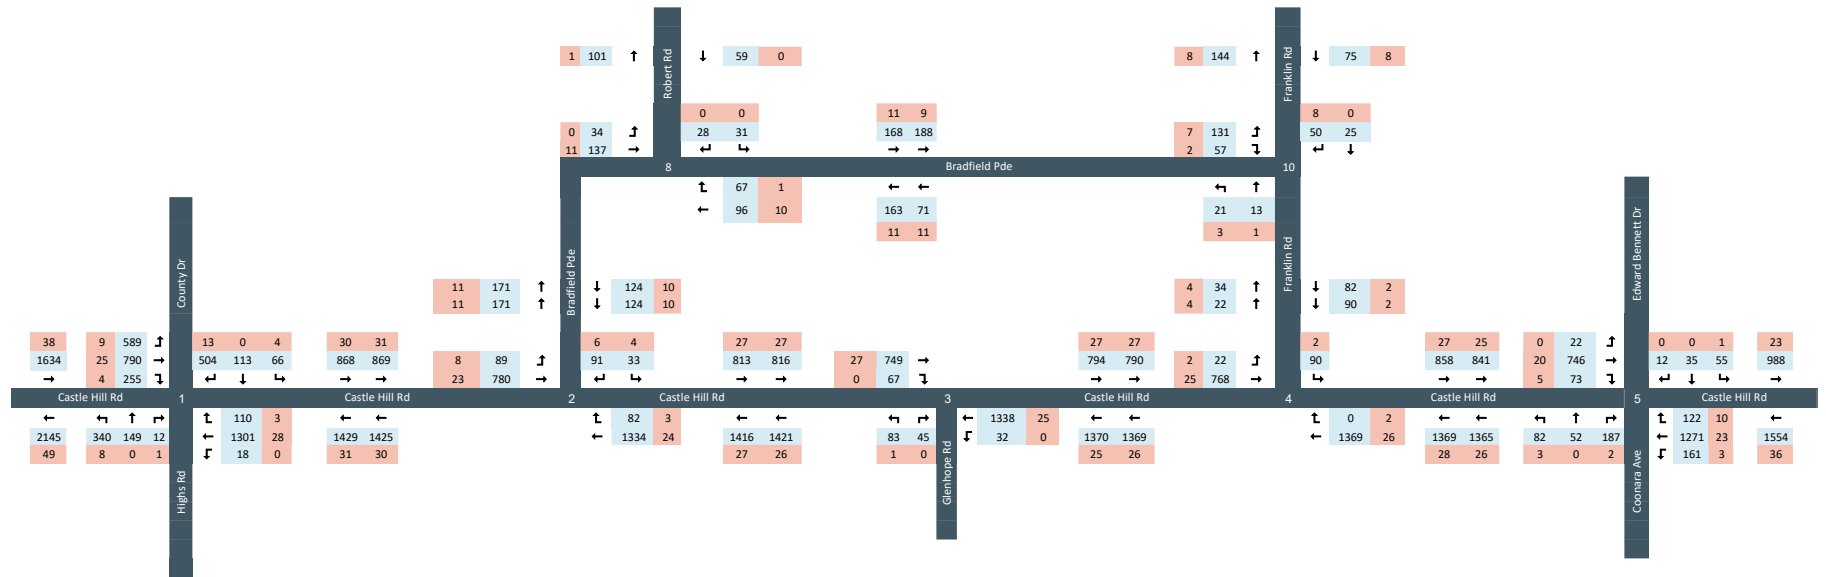 1 101 ↑ ↓ 59 0
8 144 ↑ ↓ 75 8
Robert Rd
Franklin Rd
0 0
11 9
8 0
0 34 28 31
168 188
7 131 50 25
11 137 →
→ →
2 57
8 Bradfield Pde 10
67 1
← ←
← 96 10
163 71
21 13
11 11
3 1
County Dr
Bradfield Pde
Franklin Rd
Edward Bennett Dr
11 171 ↑ ↓ 124 10
4 34 ↑ ↓ 82 2
11 171 ↑ ↓ 124 10
4 22 ↑ ↓ 90 2
38 9 589 13 0 4 30 31 8 89 6 4 27 27 27 749 → 27 27 2 22 2 27 25 0 22 0 0 1 23
1634 25 790 → 504 113 66 868 869 23 780 → 91 33 813 816 0 67 794 790 25 768 → 90 858 841 20 746 → 12 35 55 988
→ 4 255 → → → → → → → → 5 73 →
Castle Hill Rd 1 Castle Hill Rd 2 Castle Hill Rd 3 Castle Hill Rd 4 Castle Hill Rd 5 Castle Hill Rd
← ↑ 110 3 ← ← 82 3 ← ← ← 1338 25 ← ← 0 2 ← ← ↑ 122 10 ←
2145 340 149 12 ← 1301 28 1429 1425 ← 1334 24 1416 1421 83 45 32 0 1370 1369 ← 1369 26 1369 1365 82 52 187 ← 1271 23 1554
49 8 0 1 18 0 31 30 27 26 1 0 25 26 28 26 3 0 2 161 3 36
Highs Rd
Glenhope Rd
Coonara Ave